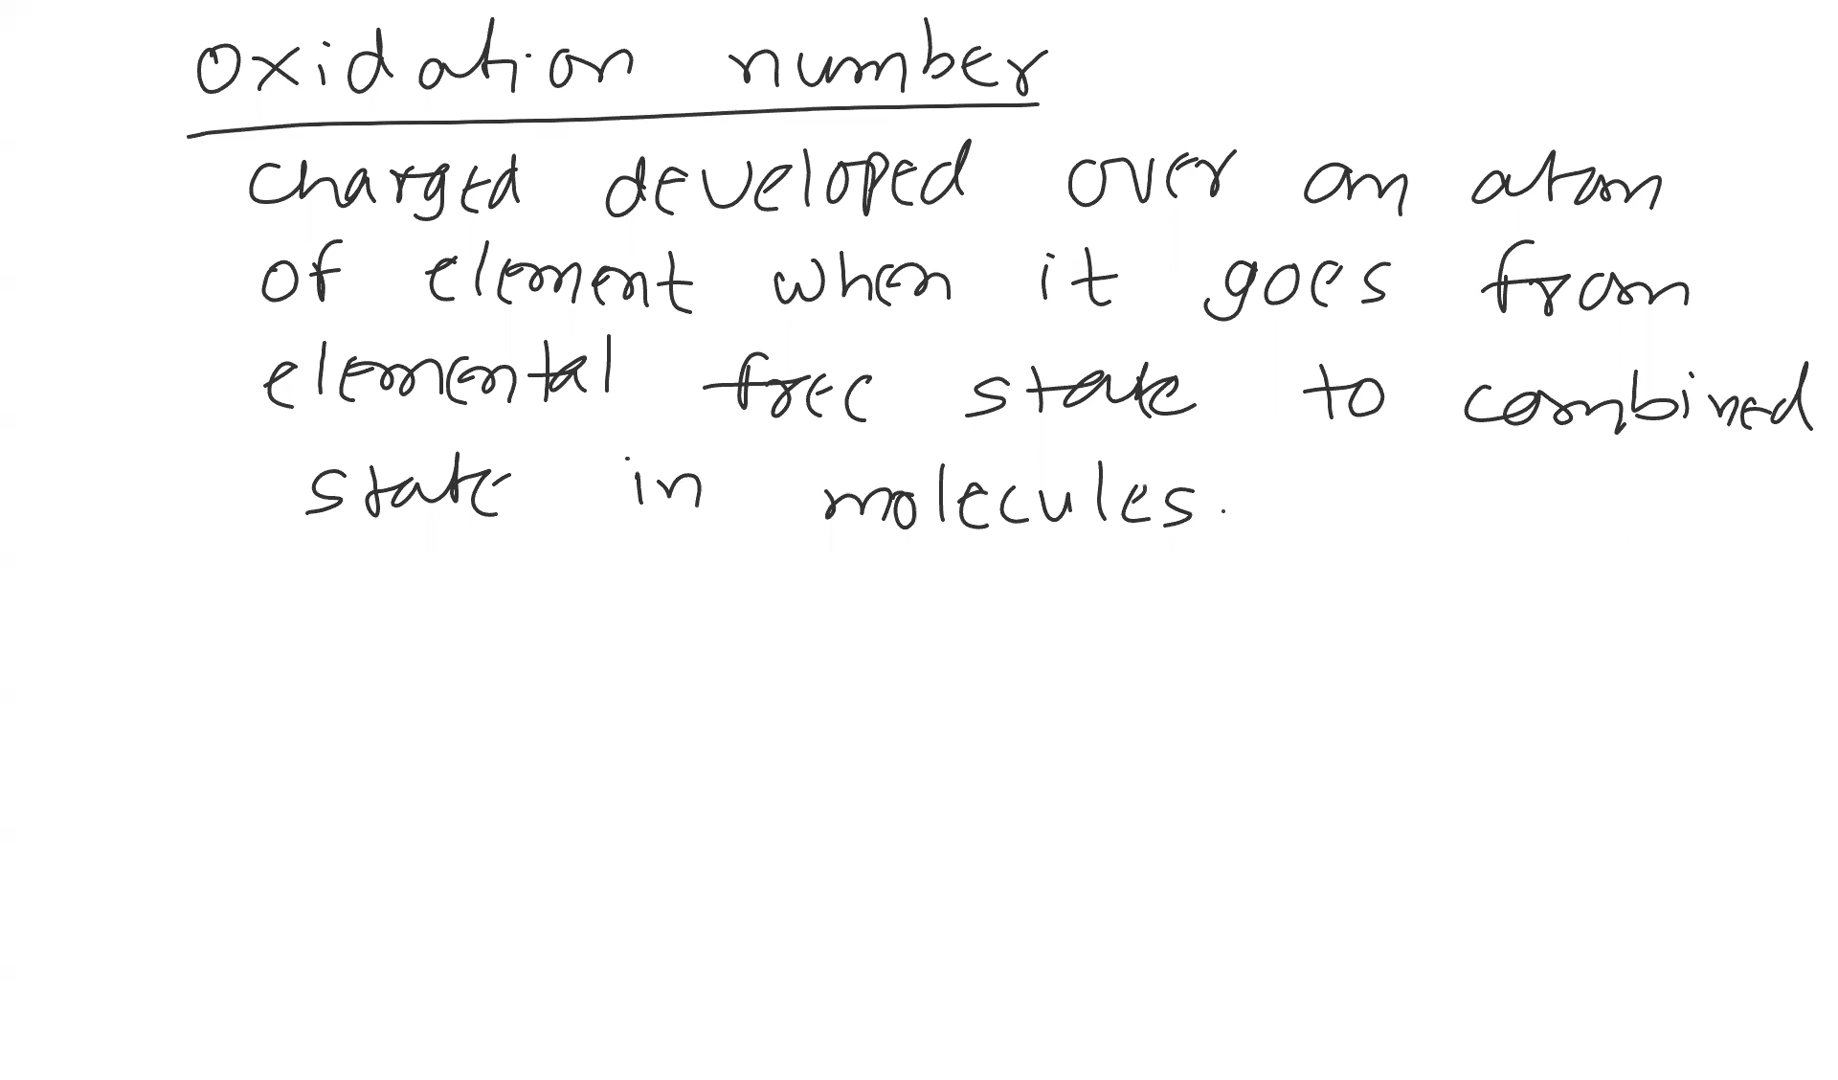 oxidation number
charged developed over an atom
of element when it goes from
elemental free state to combined
state in molecules.